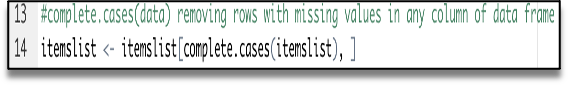 13 #complete.cases(data) removing rows with missing values in any column of data frame
14 itemslist <- itemslist[complete.cases(itemslist), ]